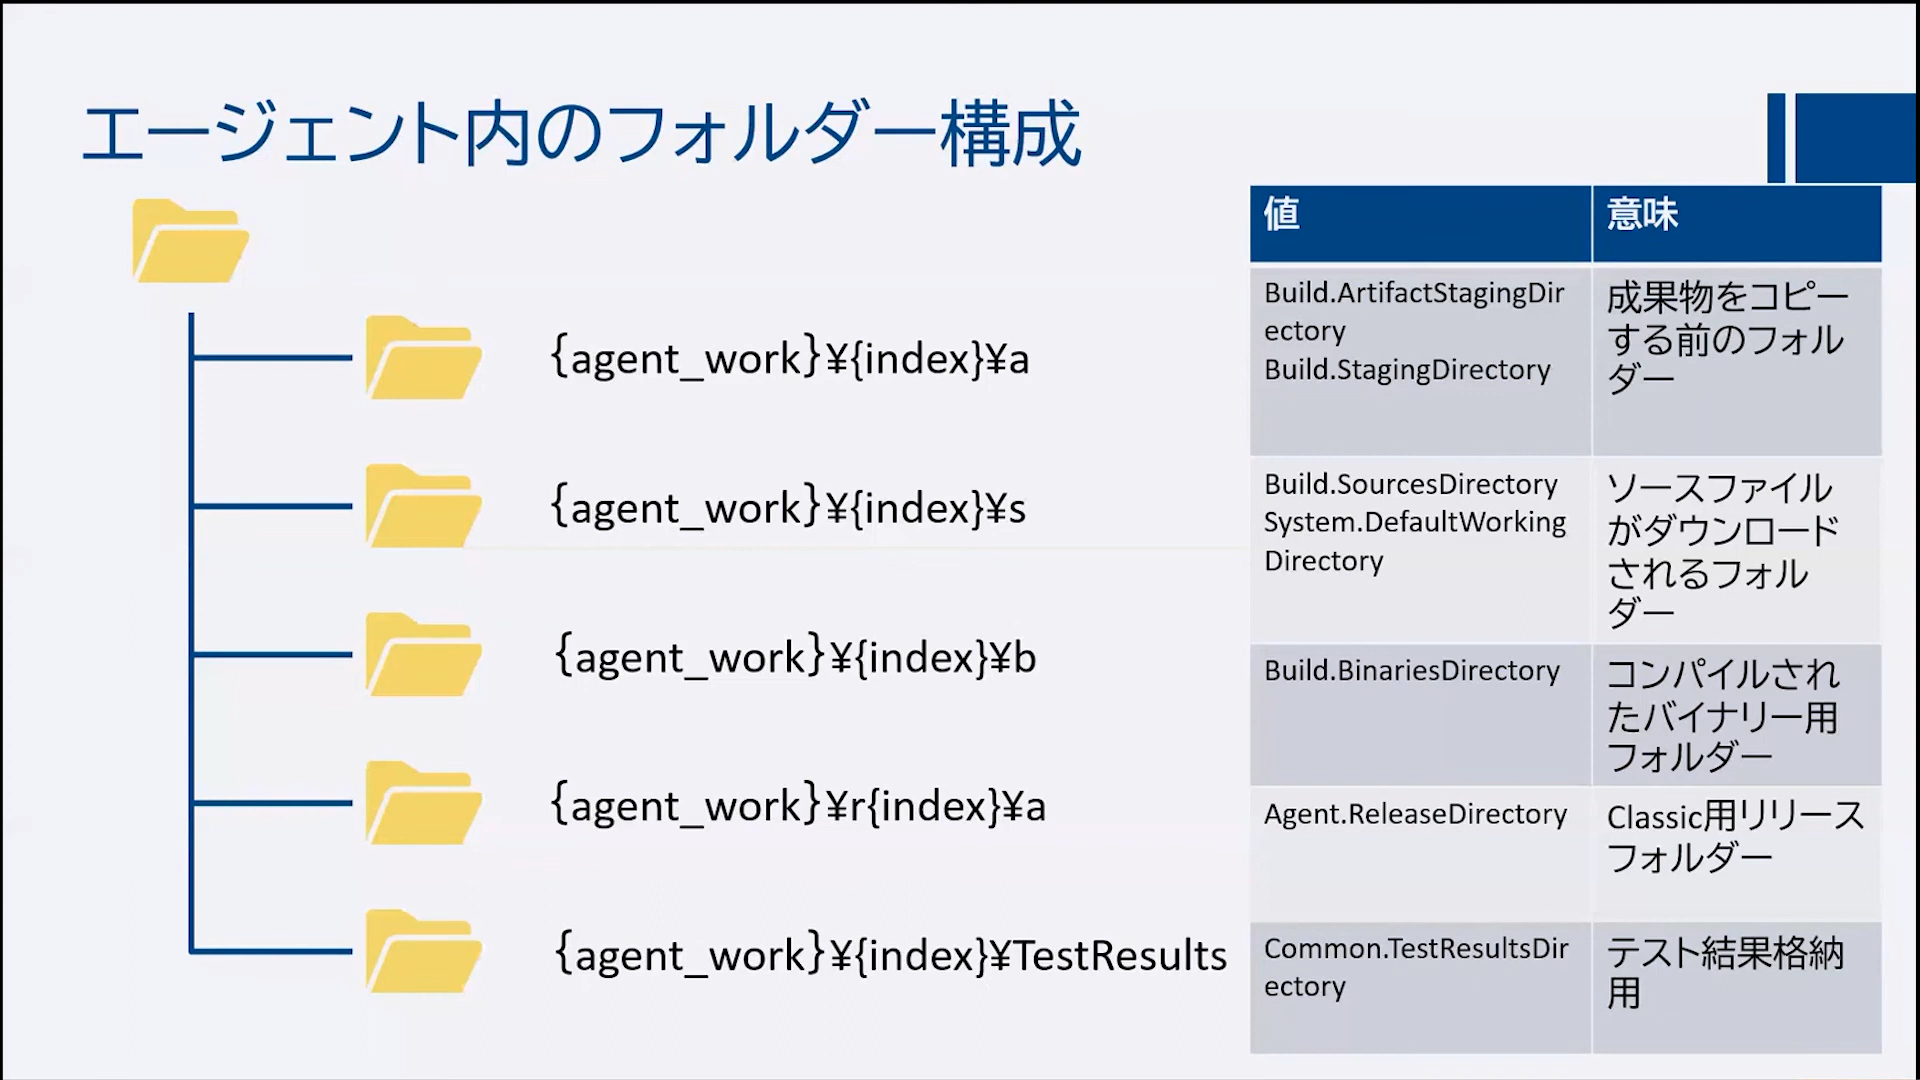 エージェント内のフォルダー構成
{agent_work}¥{index}¥a
{agent_work}¥{index}¥s
{agent_work}¥{index}¥b
{agent_work}¥r{index}¥a
{agent_work}¥{index}¥TestResults
値
意味
Build.ArtifactStagingDir
ectory
Build.StagingDirectory
成果物をコピー
する前のフォル
ダー
Build.SourcesDirectory
System.DefaultWorking
Directory
ソースファイル
がダウンロード
されるフォル
ダー
Build.BinariesDirectory
コンパイルされ
たバイナリー用
フォルダー
Agent.ReleaseDirectory
Classic用リリース
フォルダー
Common.TestResultsDir
ectory
テスト結果格納
用